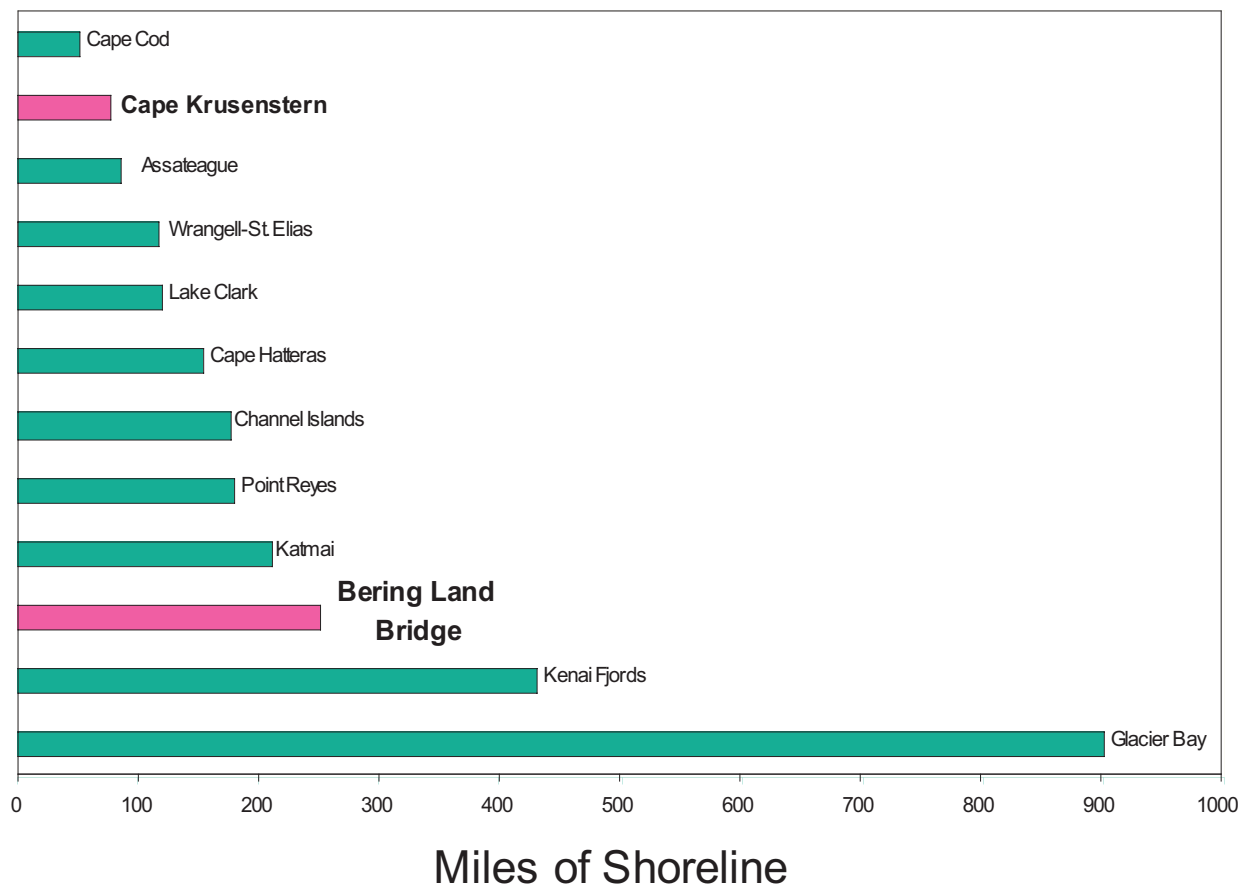 Cape Cod
Cape Krusenstern
Assateague
Wrangell-St. Elias
Lake Clark
Cape Hatteras
Channel Islands
Point Reyes
Katmai
Bering Land
Bridge
Kenai Fjords
Glacier Bay
0 100 200 300 400 500 600 700 800 900 1000
Miles of Shoreline